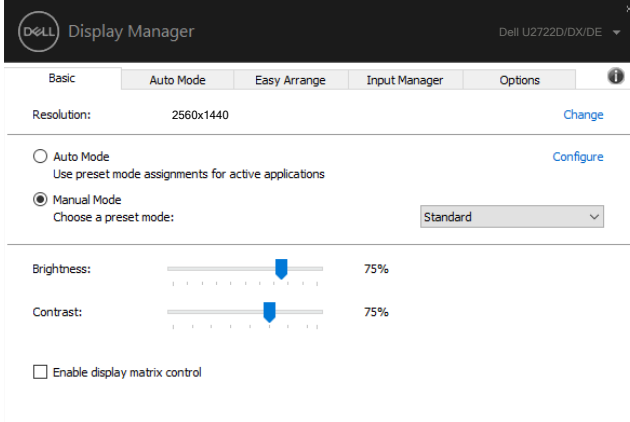 DELL Display Manager Dell U2722D/DX/DE
Basic Auto Mode Easy Arrange Input Manager Options i
Resolution: 2560x1440 Change
Auto Mode Configure
Use preset mode assignments for active applications
Manual Mode
Choose a preset mode: Standard
Brightness: 75%
Contrast: 75%
Enable display matrix control